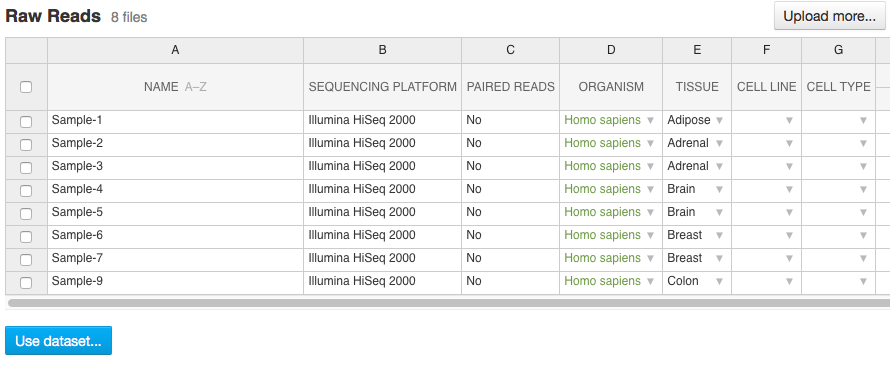 Raw Reads 8 files Upload more...
A B C D E F G
NAME A–Z SEQUENCING PLATFORM PAIRED READS ORGANISM TISSUE CELL LINE CELL TYPE
Sample-1 Illumina HiSeq 2000 No Homo sapiens Adipose
Sample-2 Illumina HiSeq 2000 No Homo sapiens Adrenal
Sample-3 Illumina HiSeq 2000 No Homo sapiens Adrenal
Sample-4 Illumina HiSeq 2000 No Homo sapiens Brain
Sample-5 Illumina HiSeq 2000 No Homo sapiens Brain
Sample-6 Illumina HiSeq 2000 No Homo sapiens Breast
Sample-7 Illumina HiSeq 2000 No Homo sapiens Breast
Sample-9 Illumina HiSeq 2000 No Homo sapiens Colon
Use dataset...